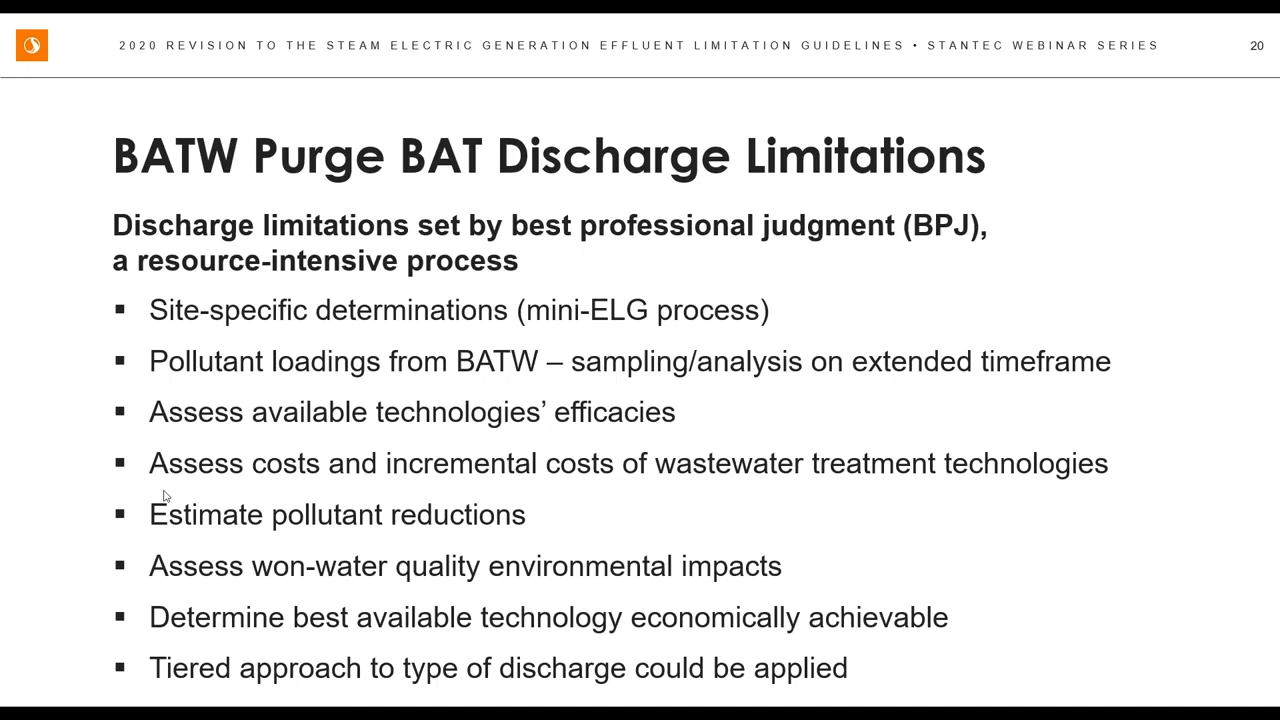 2020 REVISION TO THE STEAM ELECTRIC GENERATION EFFLUENT LIMITATION GUIDELINES • STANTEC WEBINAR SERIES 20
BATW Purge BAT Discharge Limitations
Discharge limitations set by best professional judgment (BPJ),
a resource-intensive process
▪ Site-specific determinations (mini-ELG process)
▪ Pollutant loadings from BATW – sampling/analysis on extended timeframe
▪ Assess available technologies’ efficacies
▪ Assess costs and incremental costs of wastewater treatment technologies
▪ Estimate pollutant reductions
▪ Assess won-water quality environmental impacts
▪ Determine best available technology economically achievable
▪ Tiered approach to type of discharge could be applied